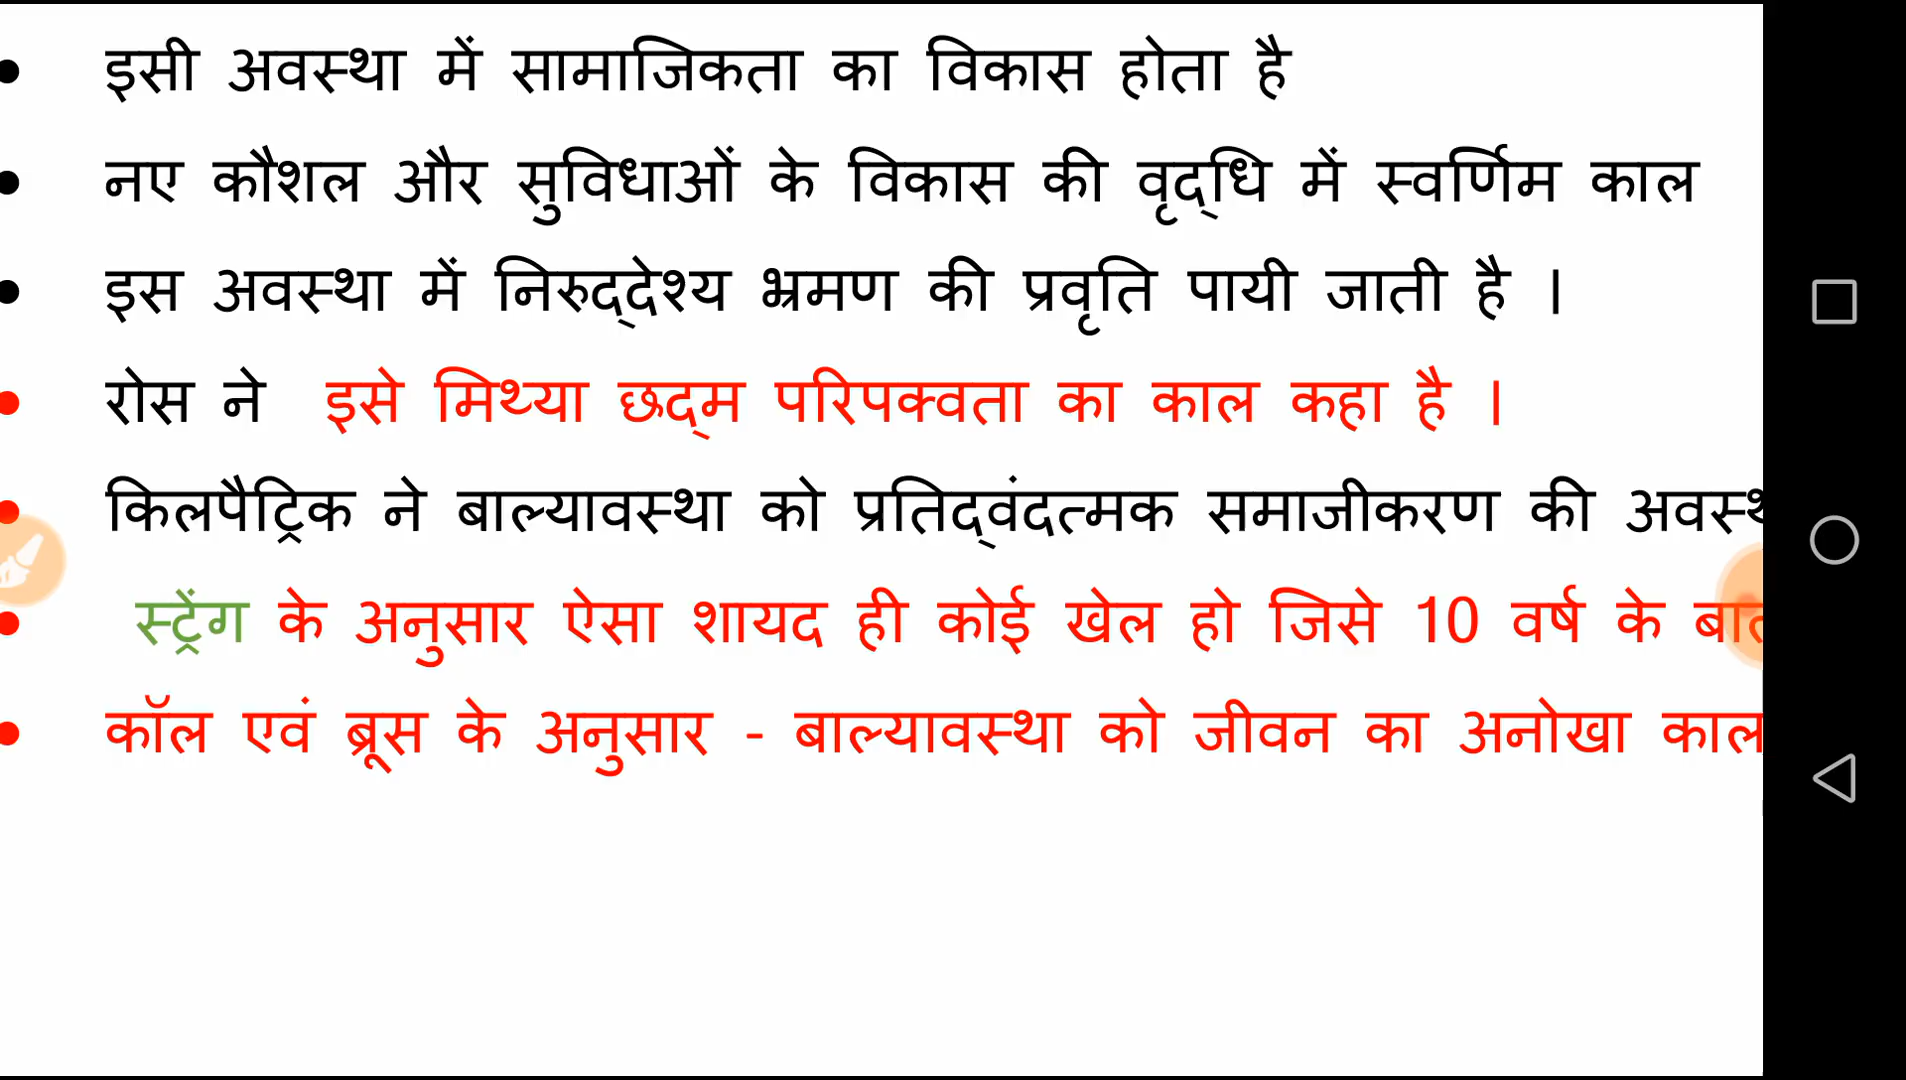 • इसी अवस्था में सामाजिकता का विकास होता है
• नए कौशल और सुविधाओं के विकास की वृद्धि में स्वर्णिम काल
• इस अवस्था में निरुद्देश्य भ्रमण की प्रवृति पायी जाती है ।
• रोस ने इसे मिथ्या छद्म परिपक्वता का काल कहा है ।
• किलपैट्रिक ने बाल्यावस्था को प्रतिद्वंदत्मक समाजीकरण की
• स्ट्रेंग के अनुसार ऐसा शायद ही कोई खेल हो जिसे 10 वर्ष के
• कॉल एवं ब्रूस के अनुसार - बाल्यावस्था को जीवन का अनोखा काल